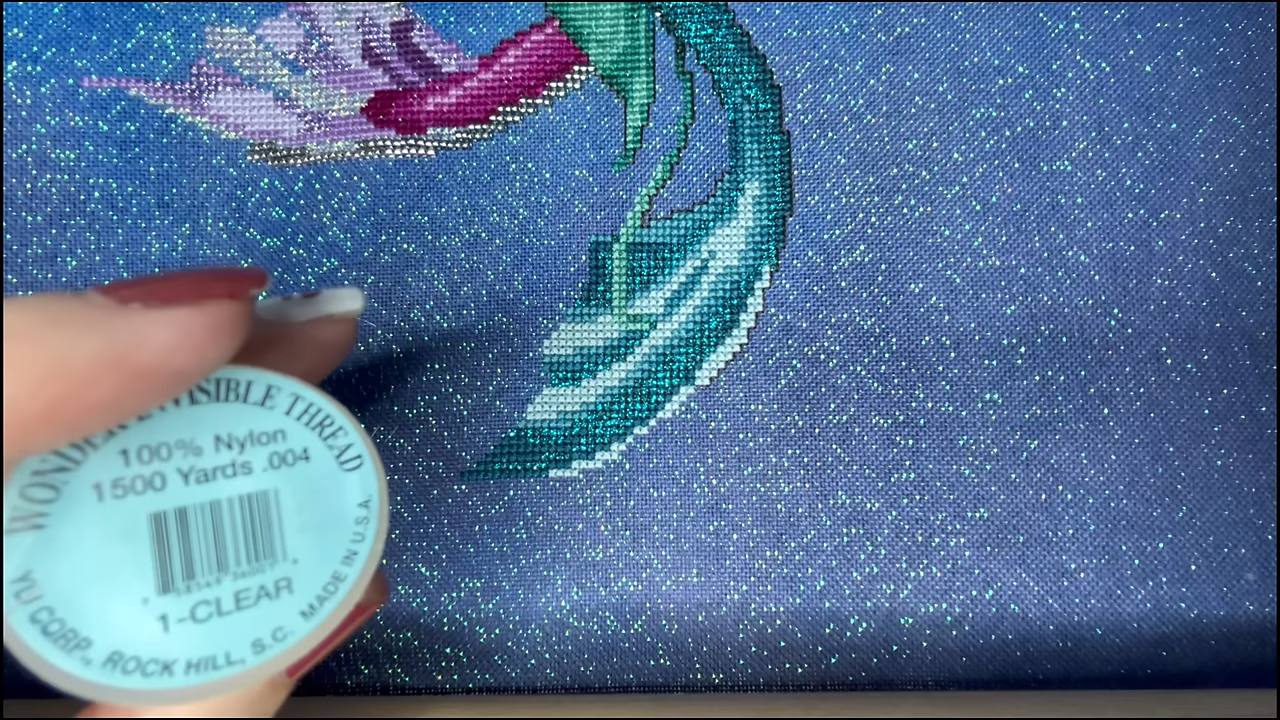 WONDER INVISIBLE THREAD
100% Nylon
1500 Yards .004
1-CLEAR
YLI CORP., ROCK HILL, S.C. MADE IN U.S.A.